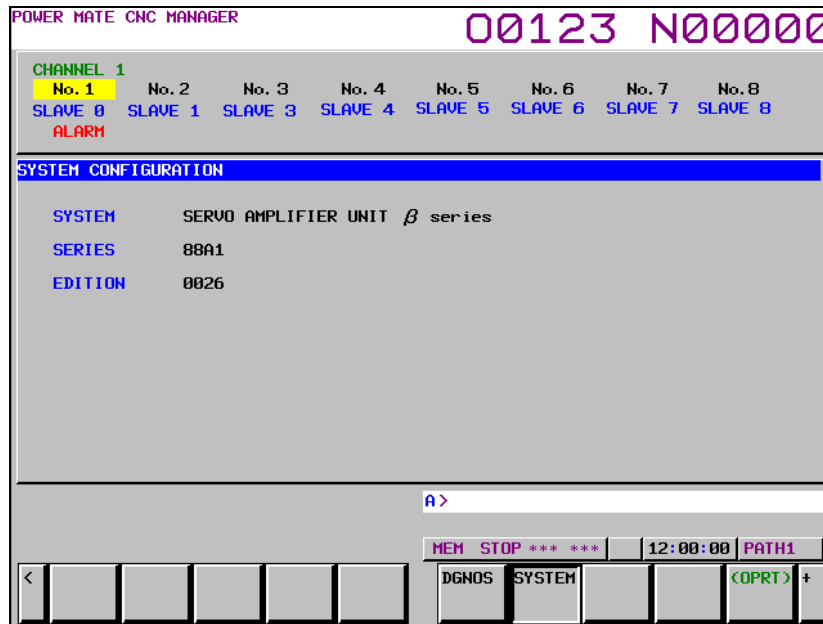 POWER MATE CNC MANAGER
O0123 N00000
CHANNEL 1
No.1 No.2 No.3 No.4 No.5 No.6 No.7 No.8
SLAVE 0 SLAVE 1 SLAVE 3 SLAVE 4 SLAVE 5 SLAVE 6 SLAVE 7 SLAVE 8
ALARM
SYSTEM CONFIGURATION
SYSTEM SERVO AMPLIFIER UNIT β series
SERIES 88A1
EDITION 0026
A>
MEM STOP *** *** 12:00:00 PATH1
< DGNOS SYSTEM (OPRT) +